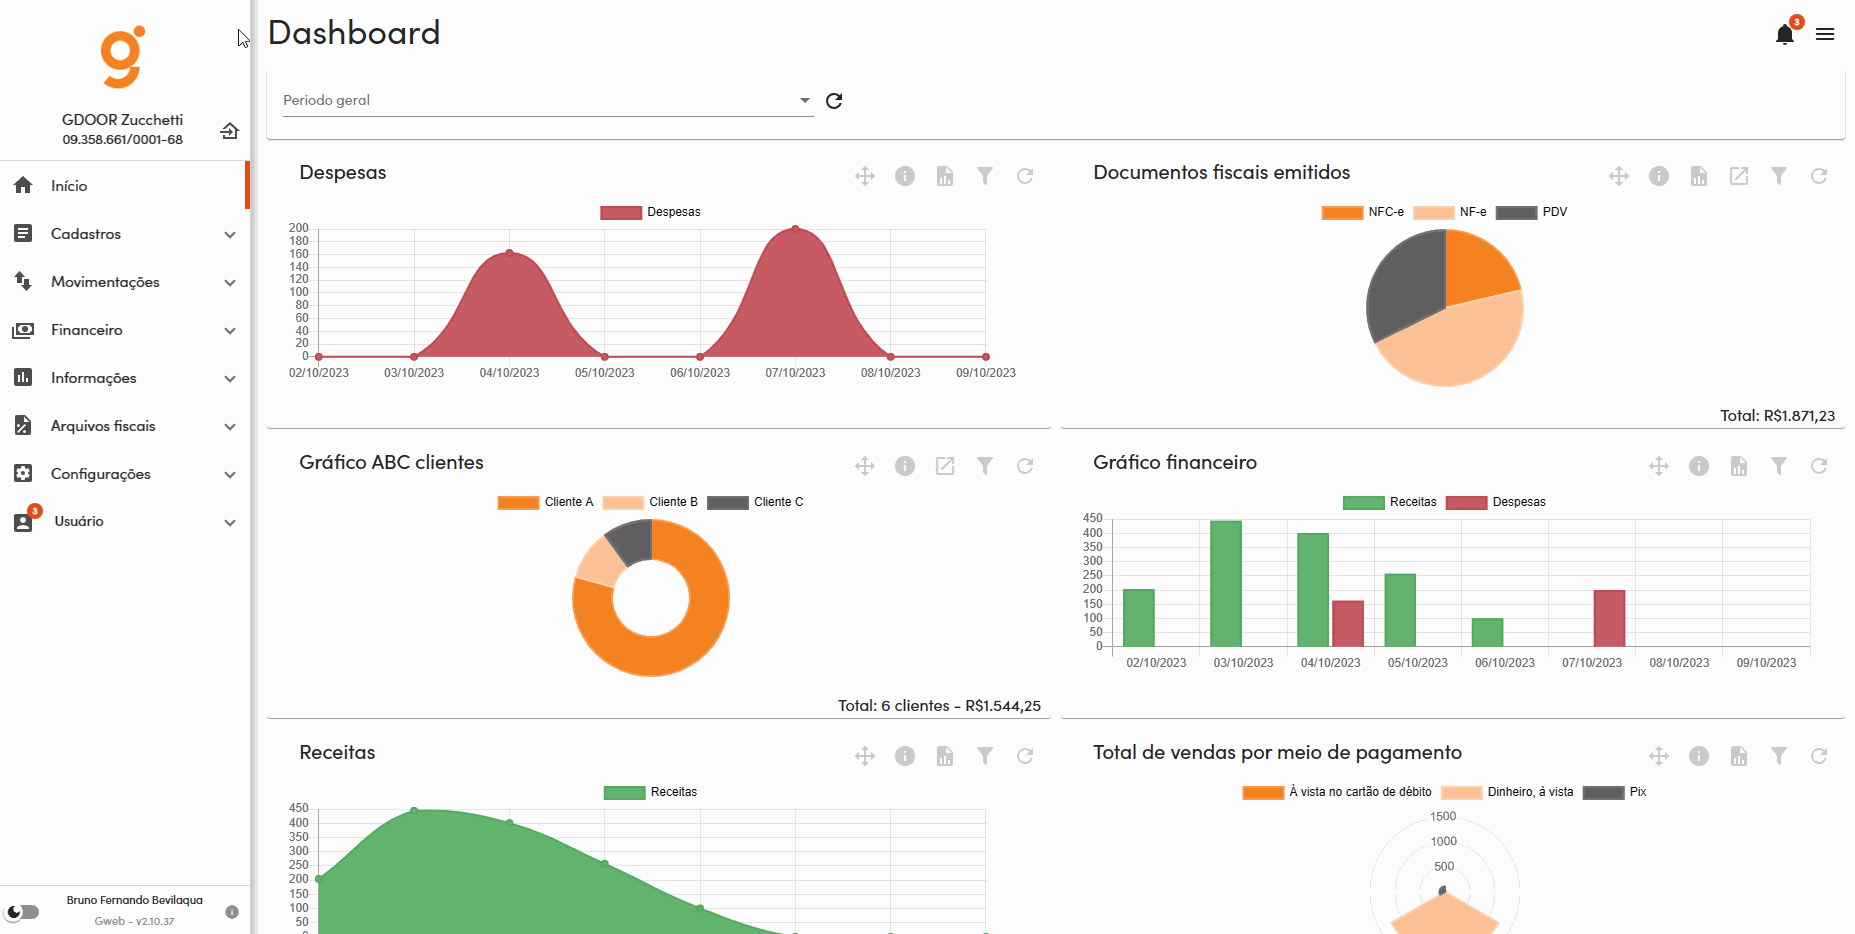 Dashboard
3
GDOOR Zucchetti
09.358.661/0001-68
Início
Cadastros
Movimentações
Financeiro
Informações
Arquivos fiscais
Configurações
3
Usuário
Bruno Fernando Bevilaqua
Gweb - v2.10.37
Periodo geral
Despesas
Despesas
200
180
160
140
120
100
80
60
40
20
0
02/10/2023 03/10/2023 04/10/2023 05/10/2023 06/10/2023 07/10/2023 08/10/2023 09/10/2023
Documentos fiscais emitidos
NFC-e NF-e PDV
Total: R$1.871,23
Gráfico ABC clientes
Cliente A Cliente B Cliente C
Total: 6 clientes - R$1.544,25
Gráfico financeiro
Receitas Despesas
450
400
350
300
250
200
150
100
50
0
02/10/2023 03/10/2023 04/10/2023 05/10/2023 06/10/2023 07/10/2023 08/10/2023 09/10/2023
Receitas
Receitas
450
400
350
300
250
200
150
100
50
0
Total de vendas por meio de pagamento
À vista no cartão de débito Dinheiro, à vista Pix
1500
1000
500